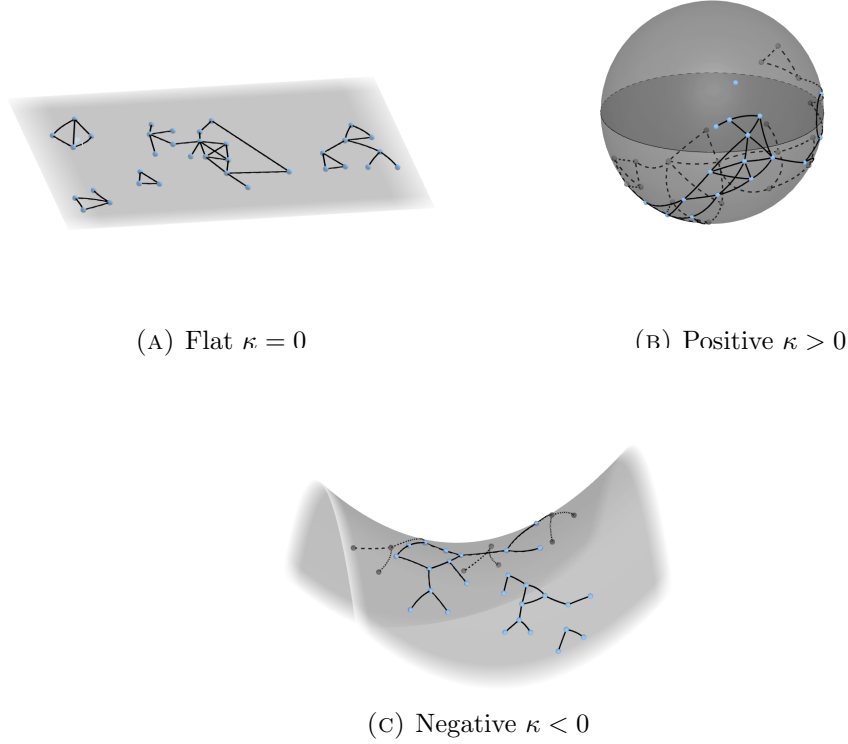 (A) Flat κ = 0
(B) Positive κ > 0
(C) Negative κ < 0